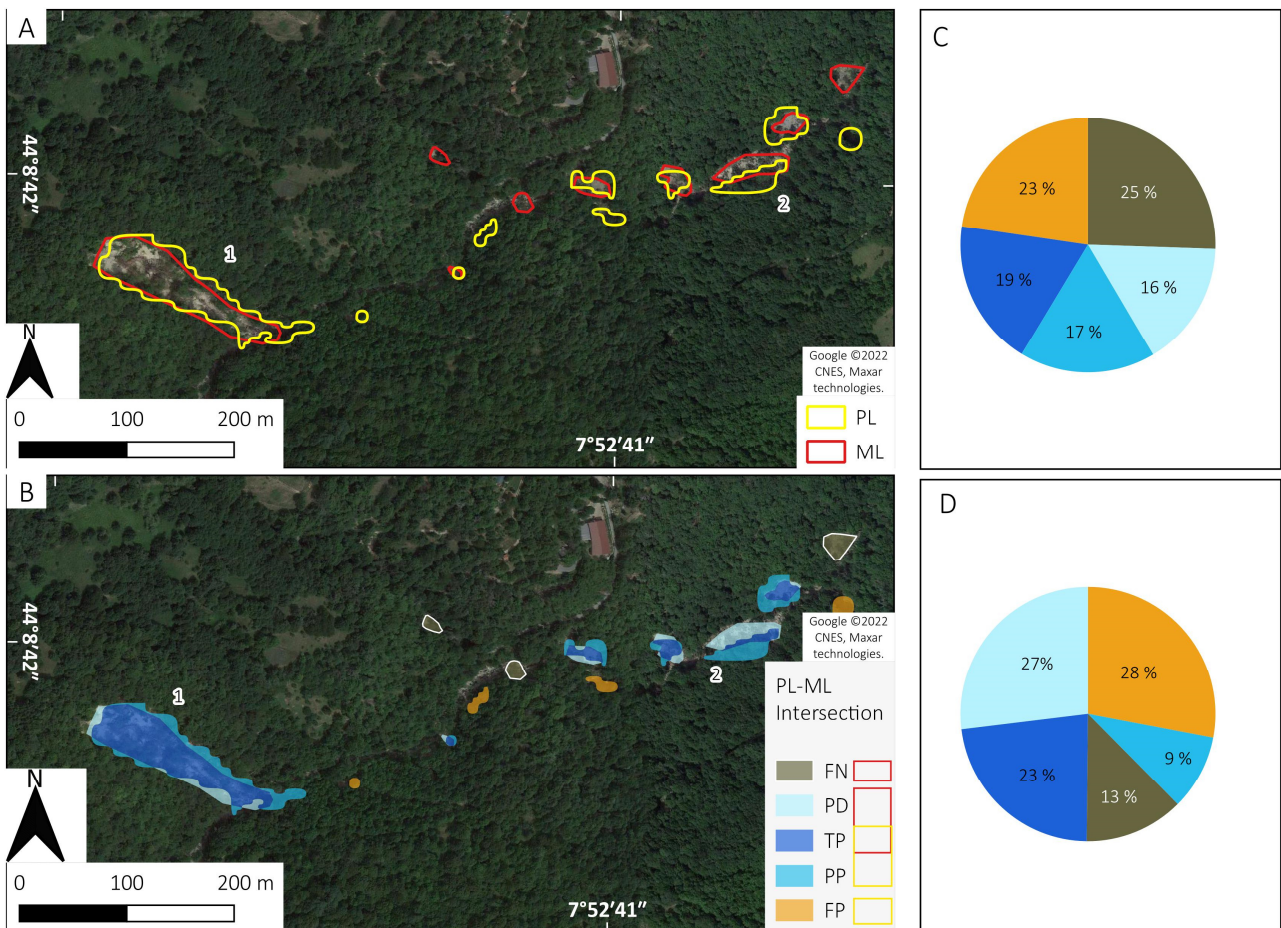 A
44°8′42″
1
2
N
0 100 200 m
7°52′41″
Google ©2022
CNES, Maxar
technologies.
PL
ML
B
44°8′42″
1
2
N
0 100 200 m
7°52′41″
Google ©2022
CNES, Maxar
technologies.
PL-ML
Intersection
FN
PD
TP
PP
FP
C
23 %
25 %
19 %
16 %
17 %
D
27%
28 %
9 %
23 %
13 %